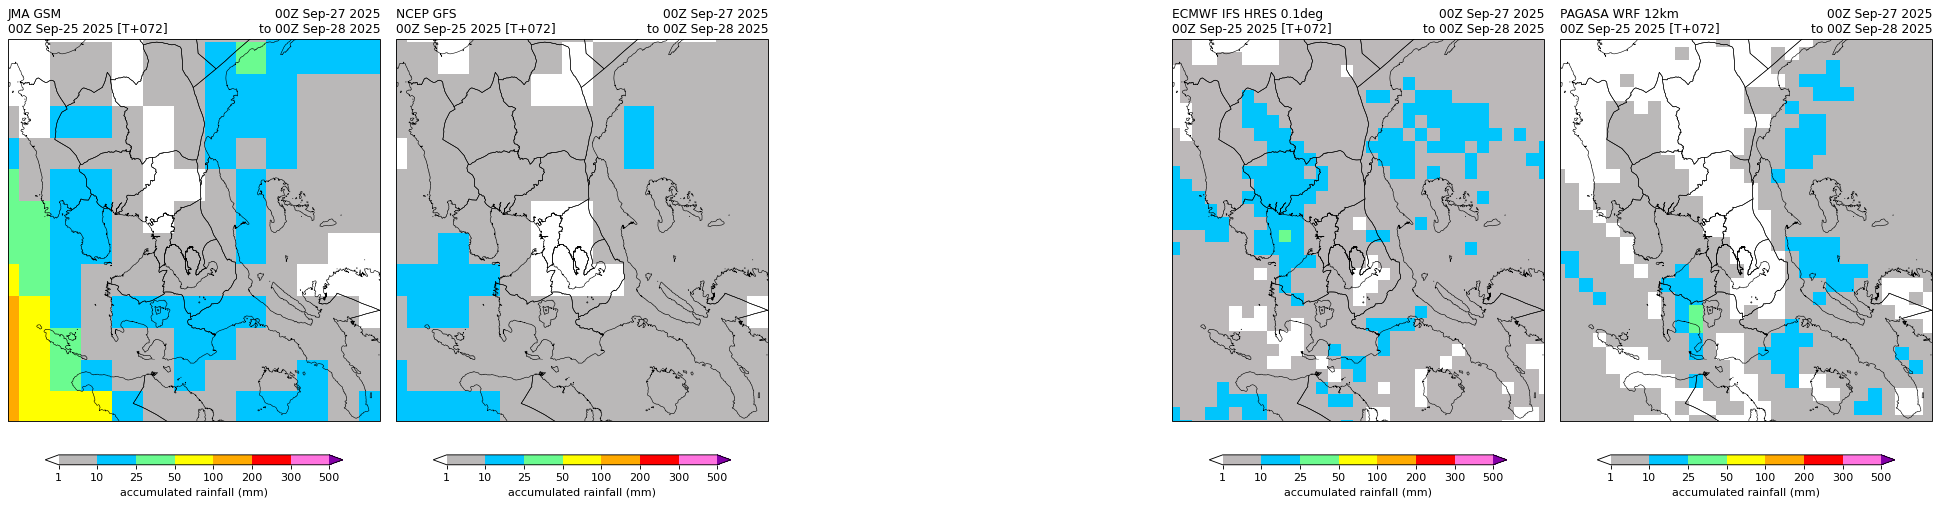 JMA GSM 00Z Sep-27 2025
00Z Sep-25 2025 [T+072] to 00Z Sep-28 2025
NCEP GFS 00Z Sep-27 2025
00Z Sep-25 2025 [T+072] to 00Z Sep-28 2025
ECMWF IFS HRES 0.1deg 00Z Sep-27 2025
00Z Sep-25 2025 [T+072] to 00Z Sep-28 2025
PAGASA WRF 12km 00Z Sep-27 2025
00Z Sep-25 2025 [T+072] to 00Z Sep-28 2025
1 10 25 50 100 200 300 500
accumulated rainfall (mm)
1 10 25 50 100 200 300 500
accumulated rainfall (mm)
1 10 25 50 100 200 300 500
accumulated rainfall (mm)
1 10 25 50 100 200 300 500
accumulated rainfall (mm)